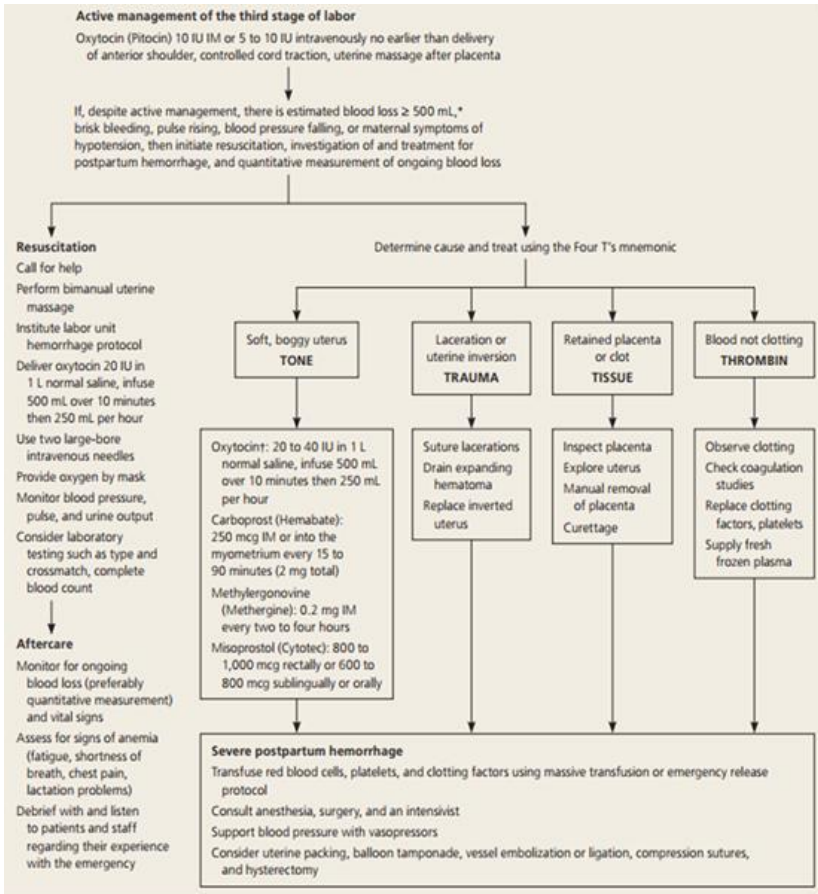 Active management of the third stage of labor
Oxytocin (Pitocin) 10 IU IM or 5 to 10 IU intravenously no earlier than delivery
of anterior shoulder, controlled cord traction, uterine massage after placenta
If, despite active management, there is estimated blood loss ≥ 500 mL,*
brisk bleeding, pulse rising, blood pressure falling, or maternal symptoms of
hypotension, then initiate resuscitation, investigation of and treatment for
postpartum hemorrhage, and quantitative measurement of ongoing blood loss
Resuscitation
Call for help
Perform bimanual uterine
massage
Institute labor unit
hemorrhage protocol
Deliver oxytocin 20 IU in
1 L normal saline, infuse
500 mL over 10 minutes
then 250 mL per hour
Use two large-bore
intravenous needles
Provide oxygen by mask
Monitor blood pressure,
pulse, and urine output
Consider laboratory
testing such as type and
crossmatch, complete
blood count
Aftercare
Monitor for ongoing
blood loss (preferably
quantitative measurement)
and vital signs
Assess for signs of anemia
(fatigue, shortness of
breath, chest pain,
lactation problems)
Debrief with and listen
to patients and staff
regarding their experience
with the emergency
Determine cause and treat using the Four T's mnemonic
Soft, boggy uterus
TONE
Oxytocin†: 20 to 40 IU in 1 L
normal saline, infuse 500 mL
over 10 minutes then 250 mL
per hour
Carboprost (Hemabate):
250 mcg IM or into the
myometrium every 15 to
90 minutes (2 mg total)
Methylergonovine
(Methergine): 0.2 mg IM
every two to four hours
Misoprostol (Cytotec): 800 to
1,000 mcg rectally or 600 to
800 mcg sublingually or orally
Laceration or
uterine inversion
TRAUMA
Suture lacerations
Drain expanding
hematoma
Replace inverted
uterus
Retained placenta
or clot
TISSUE
Inspect placenta
Explore uterus
Manual removal
of placenta
Curettage
Blood not clotting
THROMBIN
Observe clotting
Check coagulation
studies
Replace clotting
factors, platelets
Supply fresh
frozen plasma
Severe postpartum hemorrhage
Transfuse red blood cells, platelets, and clotting factors using massive transfusion or emergency release
protocol
Consult anesthesia, surgery, and an intensivist
Support blood pressure with vasopressors
Consider uterine packing, balloon tamponade, vessel embolization or ligation, compression sutures,
and hysterectomy